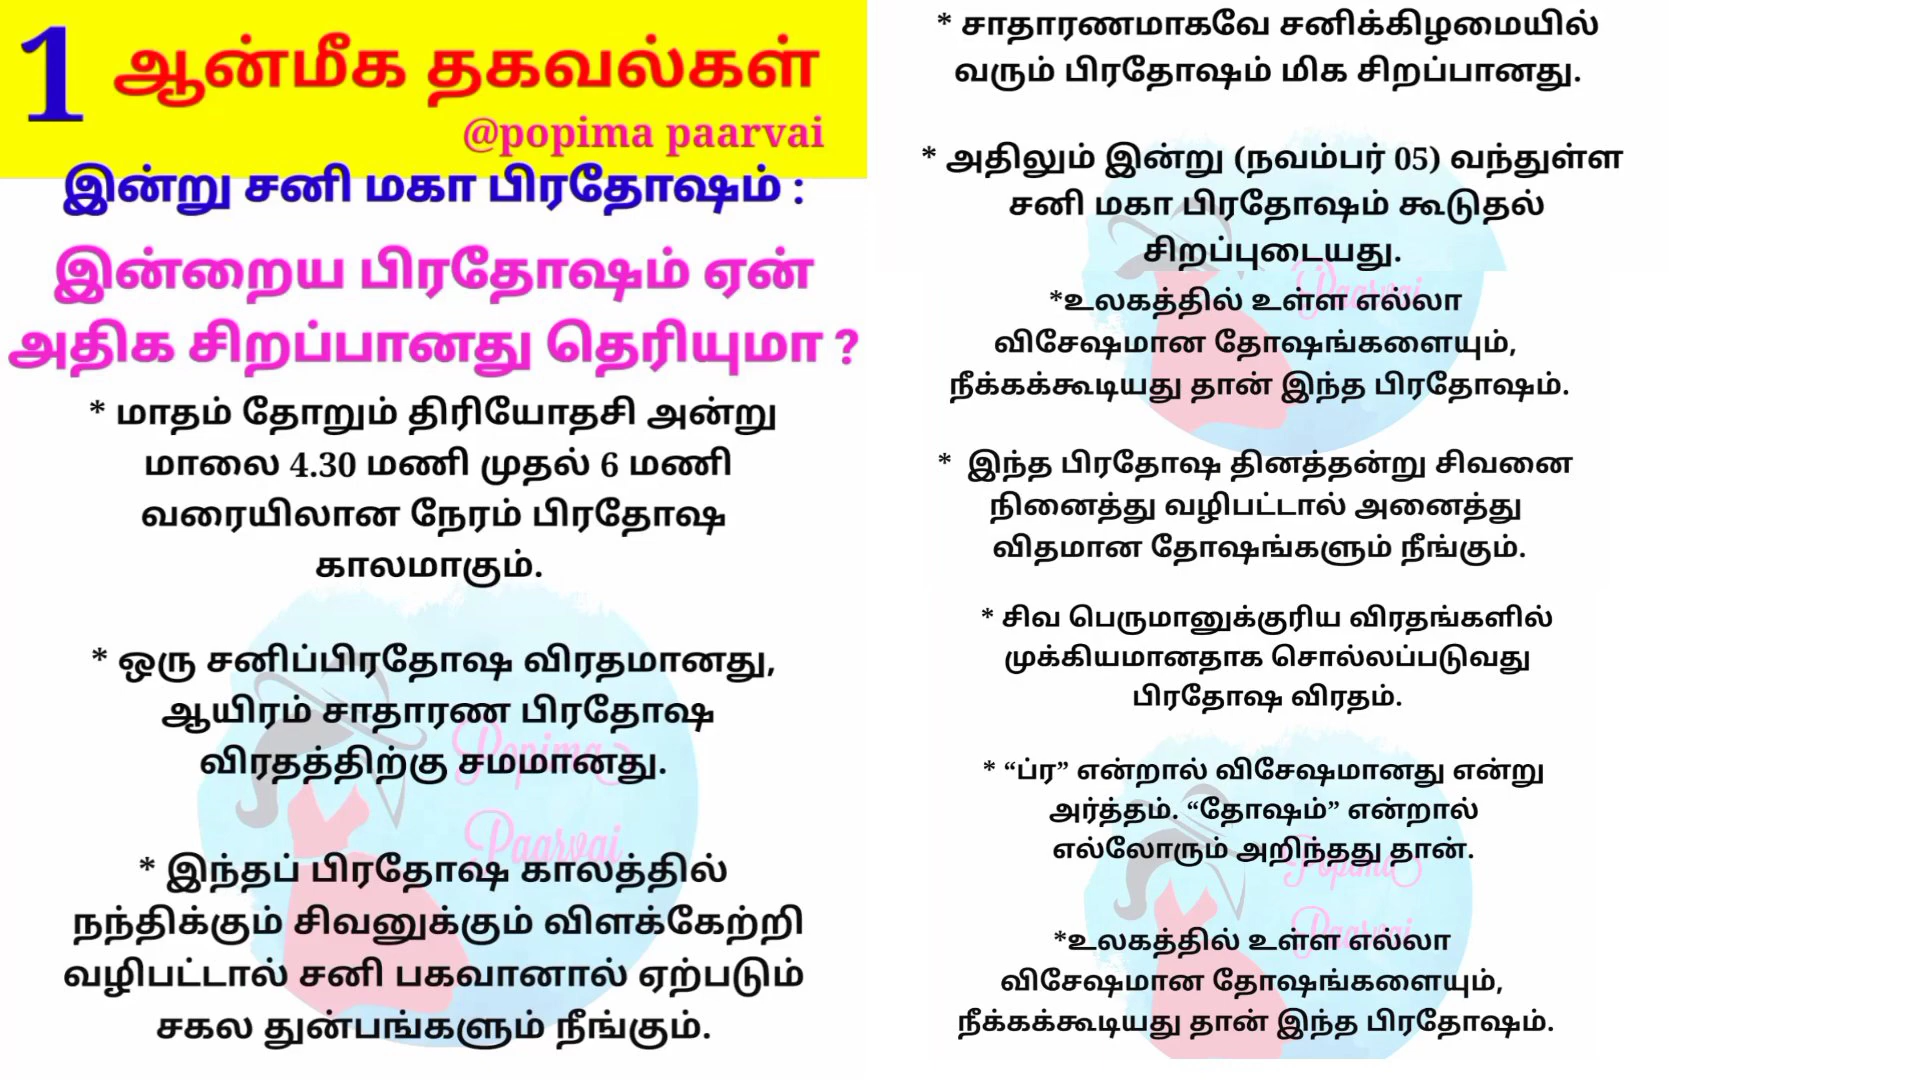 1 ஆன்மீக தகவல்கள்
@popima paarvai
இன்று சனி மகா பிரதோஷம் :
இன்றைய பிரதோஷம் ஏன்
அதிக சிறப்பானது தெரியுமா ?
* மாதம் தோறும் திரியோதசி அன்று
மாலை 4.30 மணி முதல் 6 மணி
வரையிலான நேரம் பிரதோஷ
காலமாகும்.
* ஒரு சனிப்பிரதோஷ விரதமானது,
ஆயிரம் சாதாரண பிரதோஷ
விரதத்திற்கு சமமானது.
Popima
Paarvai
* இந்தப் பிரதோஷ காலத்தில்
நந்திக்கும் சிவனுக்கும் விளக்கேற்றி
வழிபட்டால் சனி பகவானால் ஏற்படும்
சகல துன்பங்களும் நீங்கும்.
* சாதாரணமாகவே சனிக்கிழமையில்
வரும் பிரதோஷம் மிக சிறப்பானது.
* அதிலும் இன்று (நவம்பர் 05) வந்துள்ள
சனி மகா பிரதோஷம் கூடுதல்
சிறப்புடையது.
Paarvai
*உலகத்தில் உள்ள எல்லா
விசேஷமான தோஷங்களையும்,
நீக்கக்கூடியது தான் இந்த பிரதோஷம்.
* இந்த பிரதோஷ தினத்தன்று சிவனை
நினைத்து வழிபட்டால் அனைத்து
விதமான தோஷங்களும் நீங்கும்.
* சிவ பெருமானுக்குரிய விரதங்களில்
முக்கியமானதாக சொல்லப்படுவது
பிரதோஷ விரதம்.
* “ப்ர” என்றால் விசேஷமானது என்று
அர்த்தம். “தோஷம்” என்றால்
எல்லோரும் அறிந்தது தான்.
Popima
Paarvai
*உலகத்தில் உள்ள எல்லா
விசேஷமான தோஷங்களையும்,
நீக்கக்கூடியது தான் இந்த பிரதோஷம்.